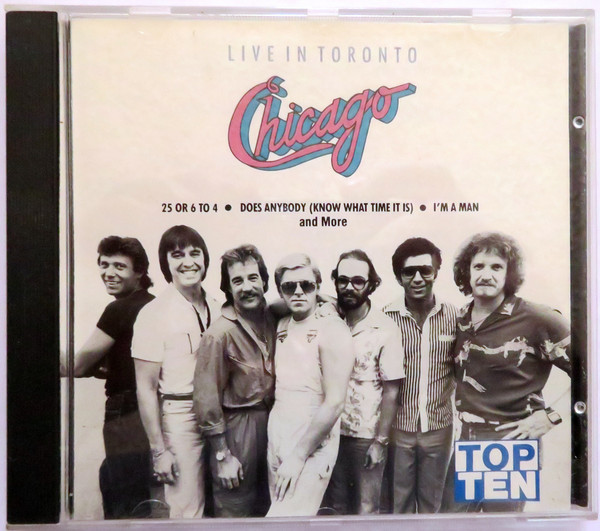 LIVE IN TORONTO
Chicago
25 OR 6 TO 4 • DOES ANYBODY (KNOW WHAT TIME IT IS) • I'M A MAN
and More
TOP
TEN